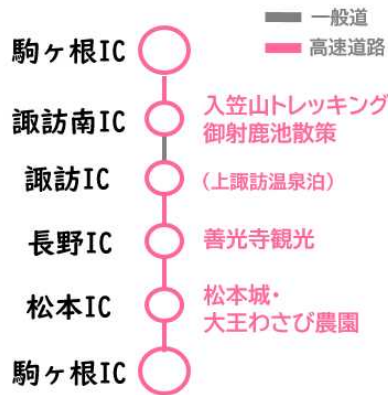 一般道
高速道路
駒ヶ根IC
諏訪南IC
入笠山トレッキング
御射鹿池散策
諏訪IC
(上諏訪温泉泊)
長野IC
善光寺観光
松本IC
松本城・
大王わさび農園
駒ヶ根IC